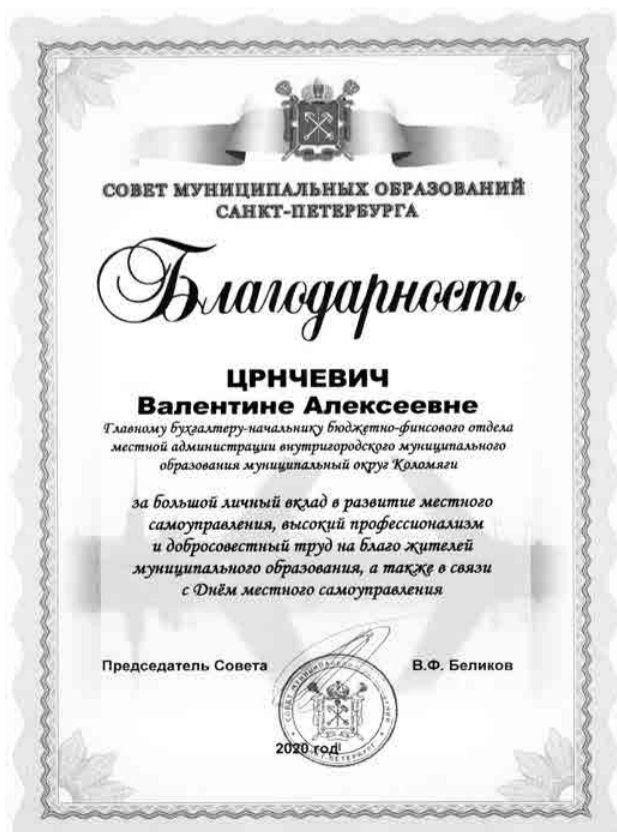 СОВЕТ МУНИЦИПАЛЬНЫХ ОБРАЗОВАНИЙ
САНКТ-ПЕТЕРБУРГА
Благодарность
ЦРНЧЕВИЧ
Валентине Алексеевне
Главному бухгалтеру-начальнику бюджетно-финсового отдела
местной администрации внутригородского муниципального
образования муниципальный округ Коломяги
за большой личный вклад в развитие местного
самоуправления, высокий профессионализм
и добросовестный труд на благо жителей
муниципального образования, а также в связи
с Днём местного самоуправления
Председатель Совета В.Ф. Беликов
2020 год